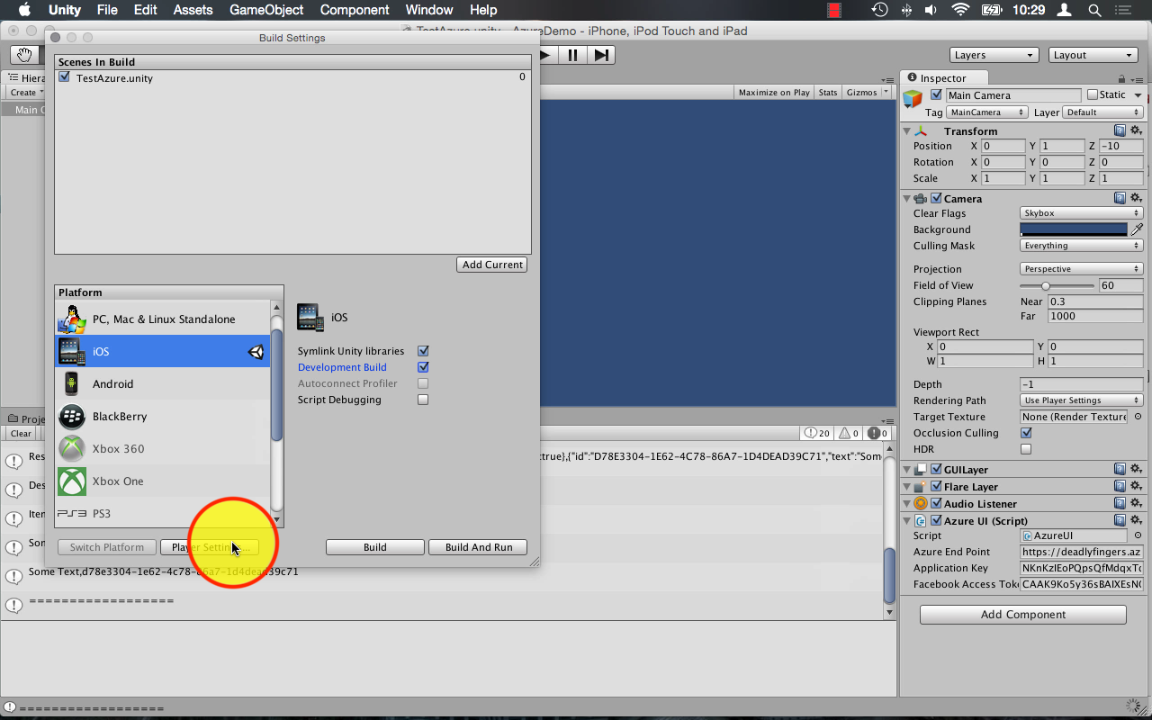 Unity File Edit Assets GameObject Component Window Help 10:29
TestAzure.unity - AzureDemo - iPhone, iPod Touch and iPad
Build Settings
Layers Layout
Scenes In Build
TestAzure.unity 0
Add Current
Platform
PC, Mac & Linux Standalone
iOS
Android
BlackBerry
Xbox 360
Xbox One
PS3
iOS
Symlink Unity libraries
Development Build
Autoconnect Profiler
Script Debugging
Switch Platform Player Settings... Build Build And Run
Hiera
Create
Main C
Maximize on Play Stats Gizmos
Proje
Clear
20 0 0
Res
:true},{"id":"D78E3304-1E62-4C78-86A7-1D4DEAD39C71","text":"Som
Des
Iten
Son
Some Text,d78e3304-1e62-4c78-86a7-1d4dead39c71
==================
==================
Inspector
Main Camera Static
Tag MainCamera Layer Default
Transform
Position X 0 Y 1 Z -10
Rotation X 0 Y 0 Z 0
Scale X 1 Y 1 Z 1
Camera
Clear Flags Skybox
Background
Culling Mask Everything
Projection Perspective
Field of View 60
Clipping Planes Near 0.3
Far 1000
Viewport Rect
X 0 Y 0
W 1 H 1
Depth -1
Rendering Path Use Player Settings
Target Texture None (Render Texture
Occlusion Culling
HDR
GUILayer
Flare Layer
Audio Listener
Azure UI (Script)
Script AzureUI
Azure End Point https://deadlyfingers.az
Application Key NKnKzlEoPQpsQfMdqxTo
Facebook Access Tok CAAK9Ko5y36sBAIXEsN
Add Component